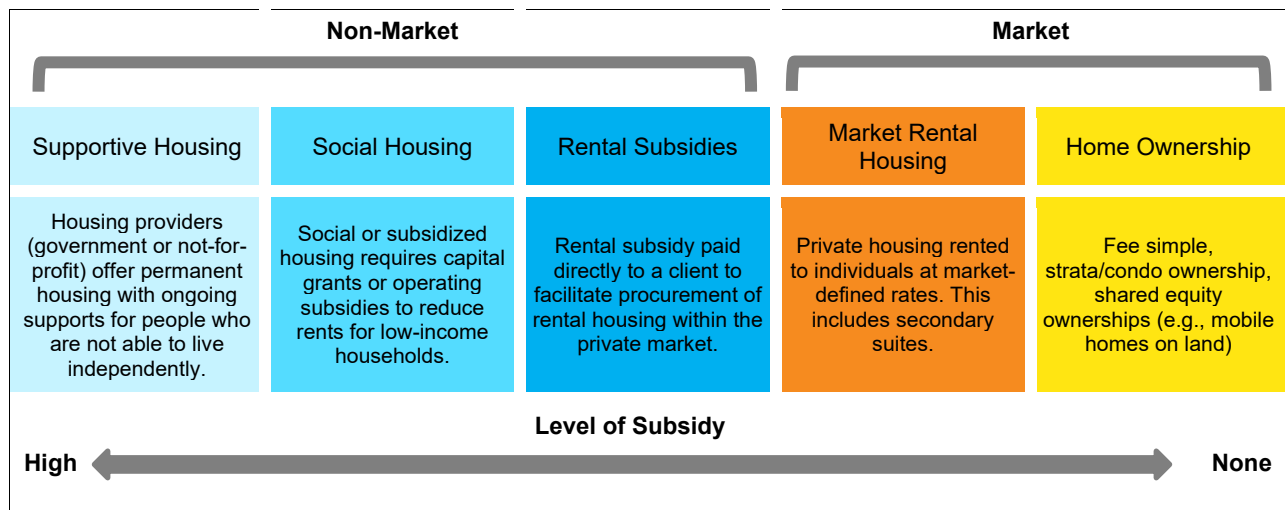 Non-Market
Market
Supportive Housing
Social Housing
Rental Subsidies
Market Rental
Housing
Home Ownership
Housing providers
(government or not-for-
profit) offer permanent
housing with ongoing
supports for people who
are not able to live
independently.
Social or subsidized
housing requires capital
grants or operating
subsidies to reduce
rents for low-income
households.
Rental subsidy paid
directly to a client to
facilitate procurement of
rental housing within the
private market.
Private housing rented
to individuals at market-
defined rates. This
includes secondary
suites.
Fee simple,
strata/condo ownership,
shared equity
ownerships (e.g., mobile
homes on land)
Level of Subsidy
High
None